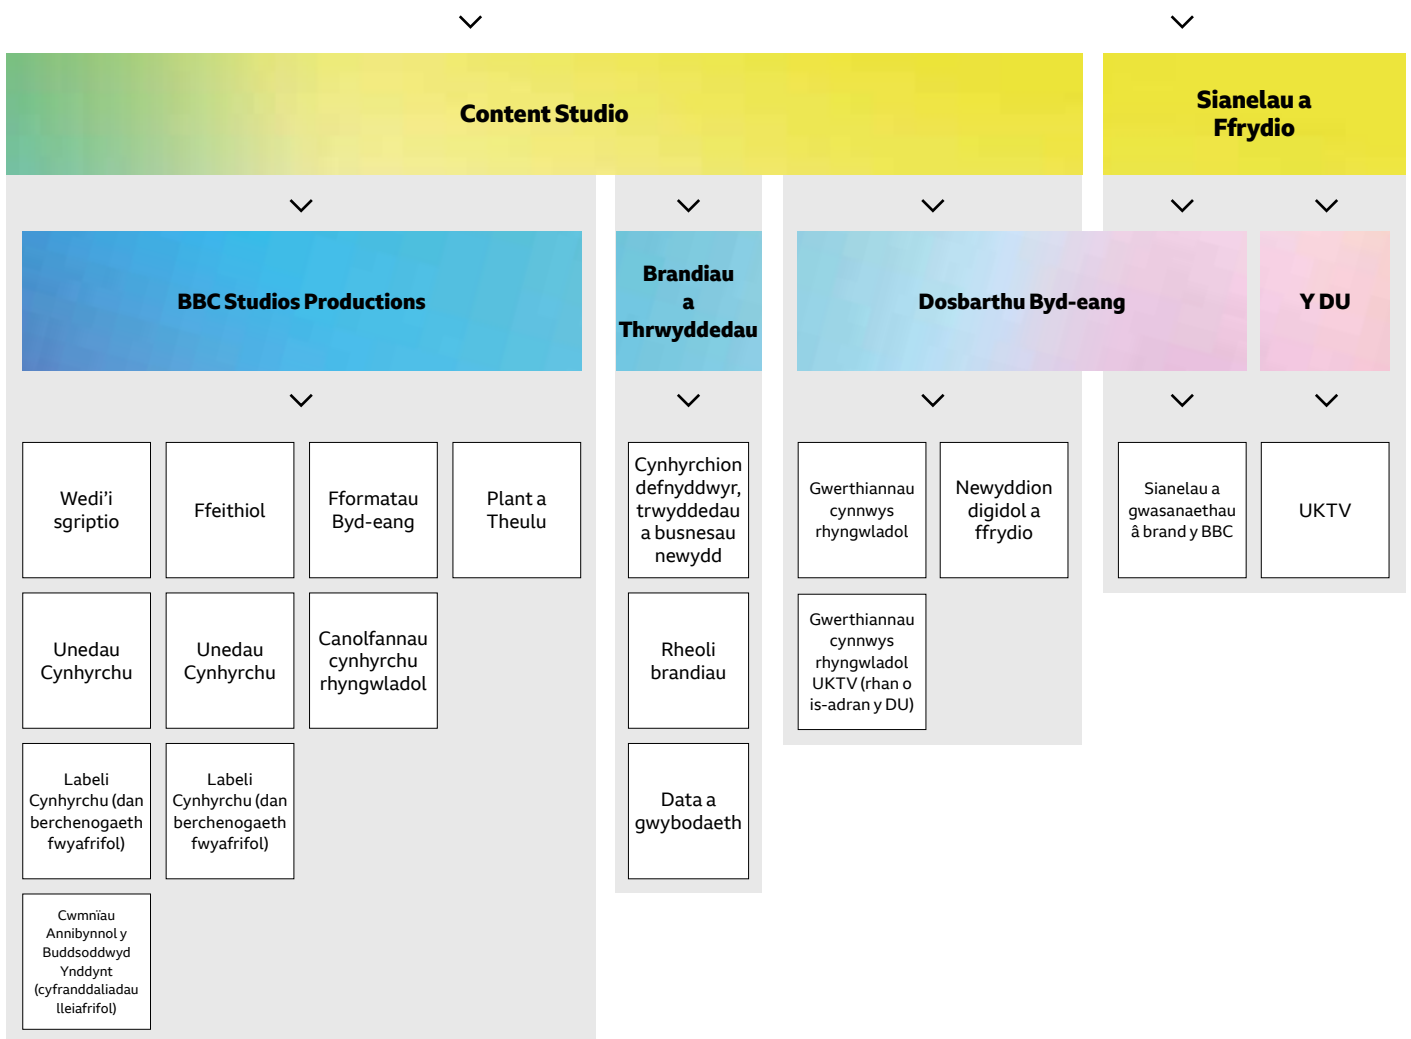 Content Studio
Sianelau a
Ffrydio
BBC Studios Productions
Brandiau
a
Thrwyddedau
Dosbarthu Byd-eang
Y DU
Wedi’i
sgriptio
Ffeithiol
Fformatau
Byd-eang
Plant a
Theulu
Cynhyrchion
defnyddwyr,
trwyddedau
a busnesau
newydd
Gwerthiannau
cynnwys
rhyngwladol
Newyddion
digidol a
ffrydio
Sianelau a
gwasanaethau
â brand y BBC
UKTV
Unedau
Cynhyrchu
Unedau
Cynhyrchu
Canolfannau
cynhyrchu
rhyngwladol
Rheoli
brandiau
Gwerthiannau
cynnwys
rhyngwladol
UKTV (rhan o
is-adran y DU)
Labeli
Cynhyrchu (dan
berchenogaeth
fwyafrifol)
Labeli
Cynhyrchu (dan
berchenogaeth
fwyafrifol)
Data a
gwybodaeth
Cwmnïau
Annibynnol y
Buddsoddwyd
Ynddynt
(cyfranddaliadau
lleiafrifol)